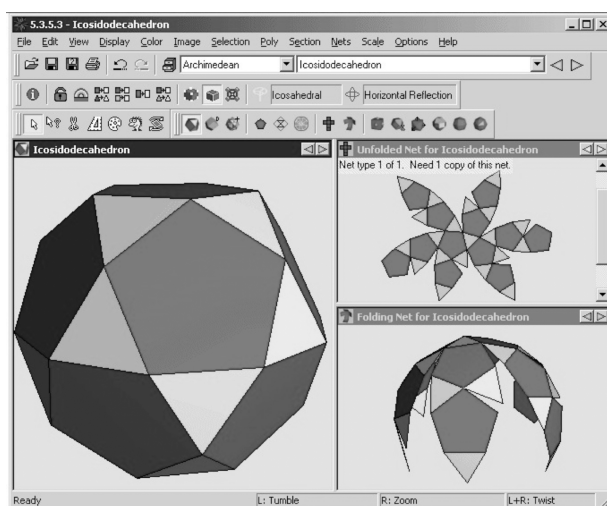 5.3.5.3 - Icosidodecahedron
File Edit View Display Color Image Selection Poly Section Nets Scale Options Help
Archimedean Icosidodecahedron
Icosahedral Horizontal Reflection
Icosidodecahedron
Unfolded Net for Icosidodecahedron
Net type 1 of 1. Need 1 copy of this net.
Folding Net for Icosidodecahedron
Ready L: Tumble R: Zoom L+R: Twist